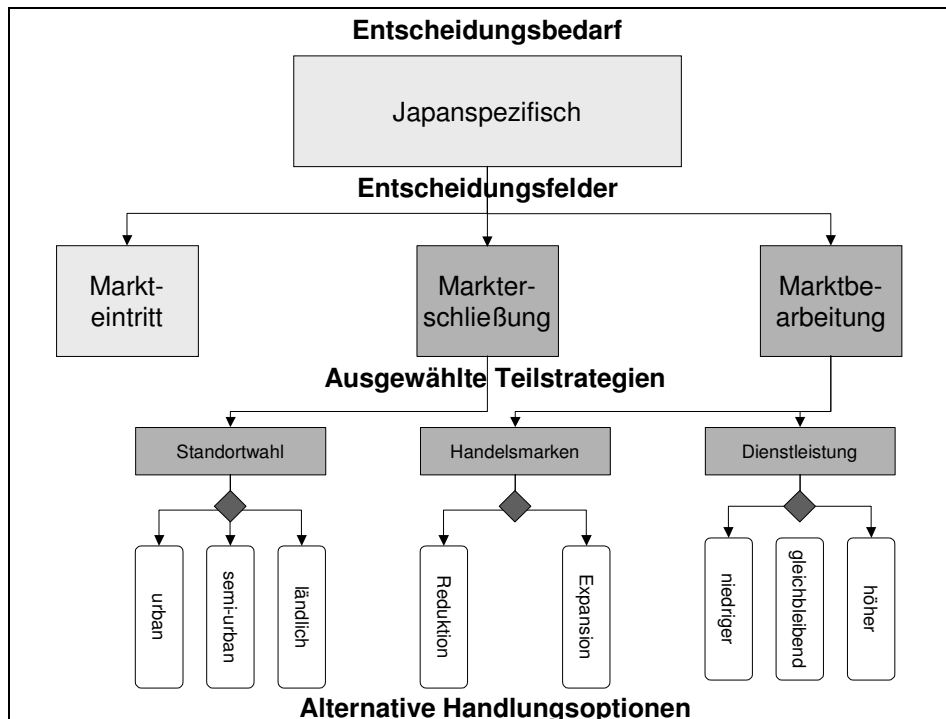 Entscheidungsbedarf
Japanspezifisch
Entscheidungsfelder
Markt-
eintritt
Markter-
schließung
Marktbe-
arbeitung
Ausgewählte Teilstrategien
Standortwahl
Handelsmarken
Dienstleistung
urban
semi-urban
ländlich
Reduktion
Expansion
niedriger
gleichbleibend
höher
Alternative Handlungsoptionen